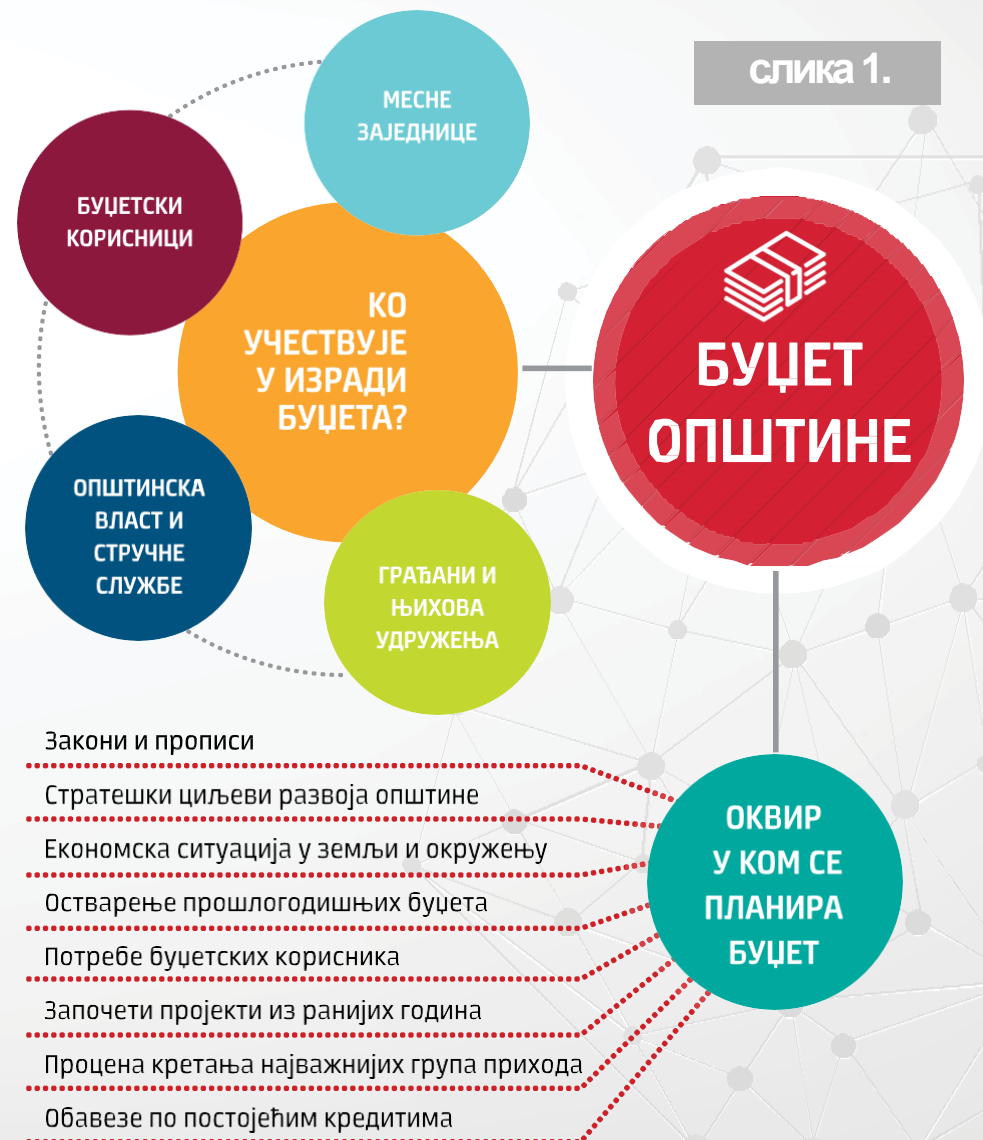 слика 1.
МЕСНЕ
ЗАЈЕДНИЦЕ
БУЏЕТСКИ
КОРИСНИЦИ
КО
УЧЕСТВУЈЕ
У ИЗРАДИ
БУЏЕТА?
БУЏЕТ
ОПШТИНЕ
ОПШТИНСКА
ВЛАСТ И
СТРУЧНЕ
СЛУЖБЕ
ГРАЂАНИ И
ЊИХОВА
УДРУЖЕЊА
Закони и прописи
Стратешки циљеви развоја општине
Економска ситуација у земљи и окружењу
Остварење прошлогодишњих буџета
Потребе буџетских корисника
Започети пројекти из ранијих година
Процена кретања најважнијих група прихода
Обавезе по постојећим кредитима
ОКВИР
У КОМ СЕ
ПЛАНИРА
БУЏЕТ